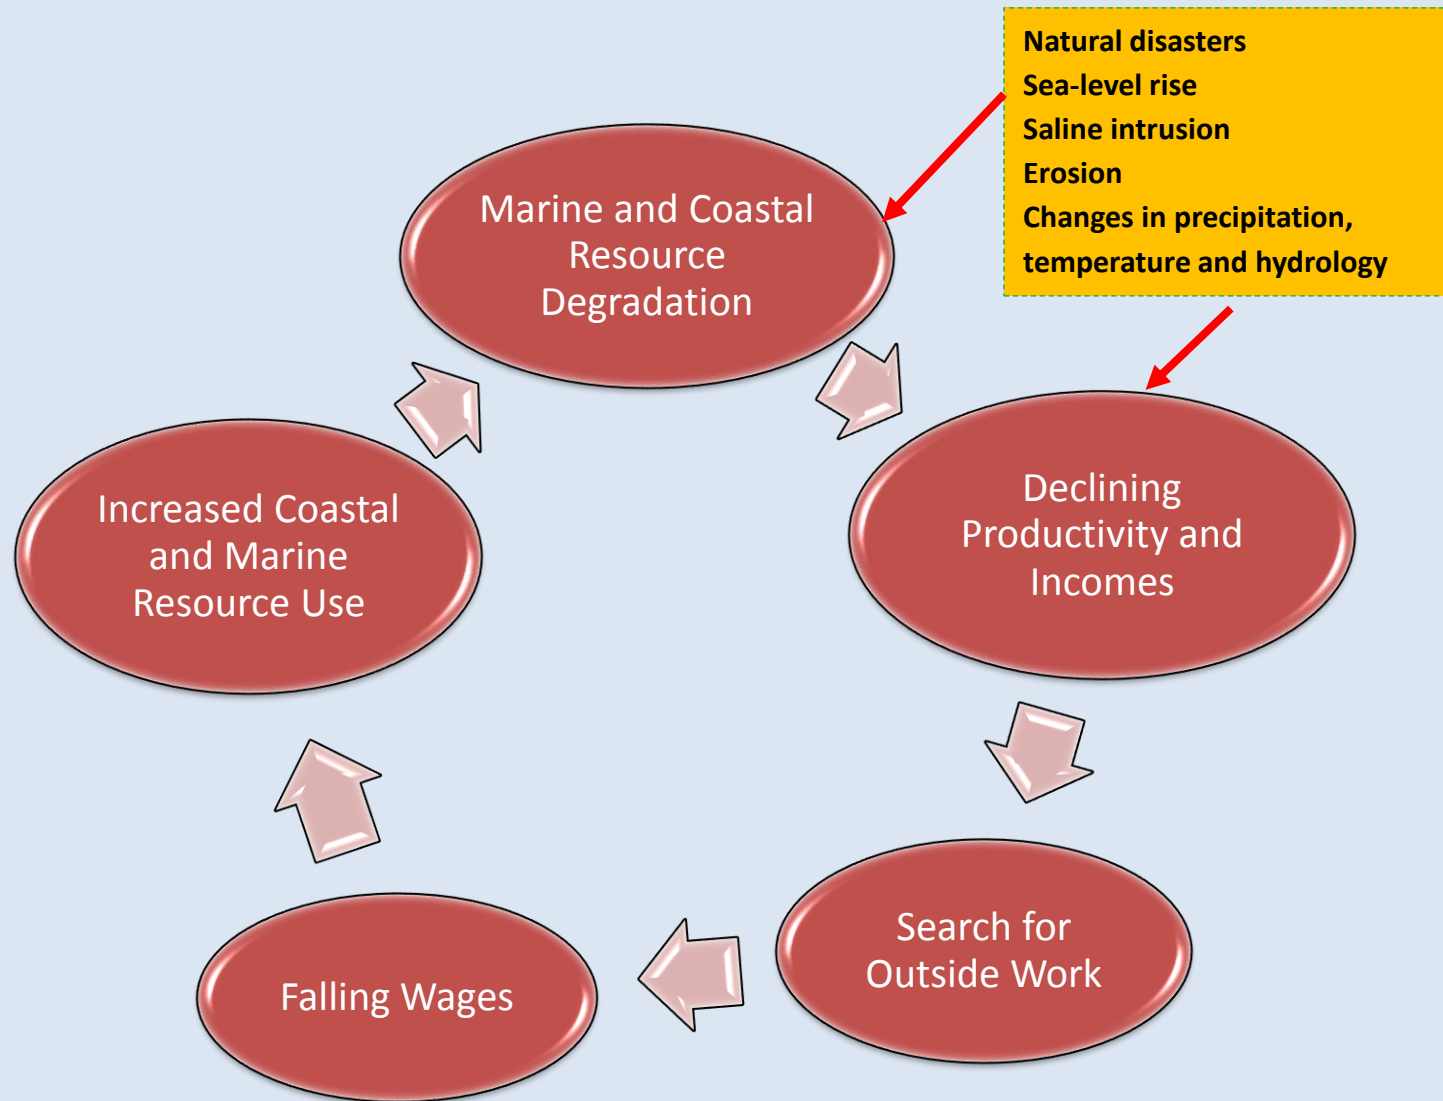 Natural disasters
Sea-level rise
Saline intrusion
Erosion
Changes in precipitation,
temperature and hydrology
Marine and Coastal
Resource
Degradation
Declining
Productivity and
Incomes
Search for
Outside Work
Falling Wages
Increased Coastal
and Marine
Resource Use